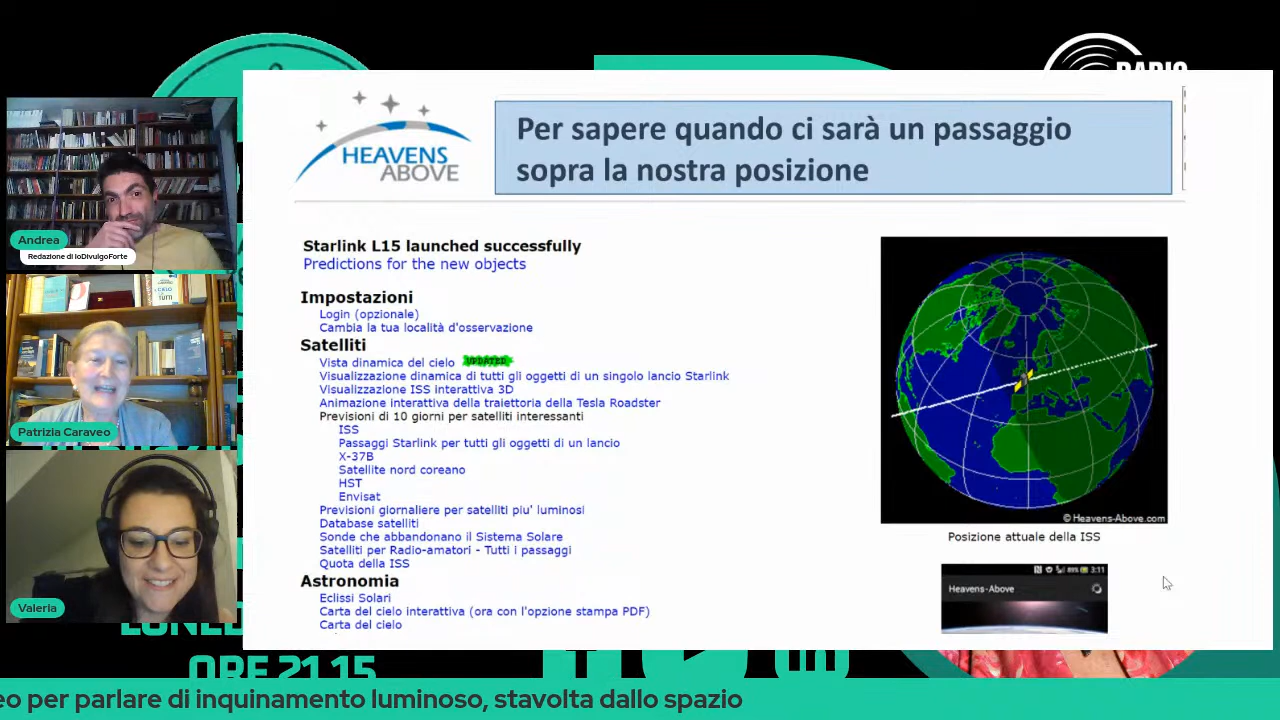 RADIO
HEAVENS
ABOVE
Per sapere quando ci sarà un passaggio
sopra la nostra posizione
Starlink L15 launched successfully
Predictions for the new objects
Impostazioni
Login (opzionale)
Cambia la tua località d'osservazione
Satelliti
Vista dinamica del cielo UPDATED
Visualizzazione dinamica di tutti gli oggetti di un singolo lancio Starlink
Visualizzazione ISS interattiva 3D
Animazione interattiva della traiettoria della Tesla Roadster
Previsioni di 10 giorni per satelliti interessanti
ISS
Passaggi Starlink per tutti gli oggetti di un lancio
X-37B
Satellite nord coreano
HST
Envisat
Previsioni giornaliere per satelliti piu' luminosi
Database satelliti
Sonde che abbandonano il Sistema Solare
Satelliti per Radio-amatori - Tutti i passaggi
Quota della ISS
Astronomia
Eclissi Solari
Carta del cielo interattiva (ora con l'opzione stampa PDF)
Carta del cielo
© Heavens-Above.com
Posizione attuale della ISS
3:11
Heavens-Above
Andrea
Redazione di IoDivulgoForte
Patrizia Caraveo
Valeria
ORE 21.15
eo per parlare di inquinamento luminoso, stavolta dallo spazio